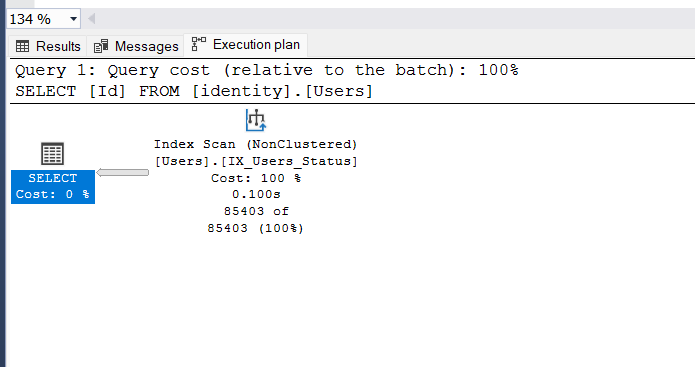 134 %
Results Messages Execution plan
Query 1: Query cost (relative to the batch): 100%
SELECT [Id] FROM [identity].[Users]
Index Scan (NonClustered)
[Users].[IX_Users_Status]
Cost: 100 %
0.100s
85403 of
85403 (100%)
SELECT
Cost: 0 %